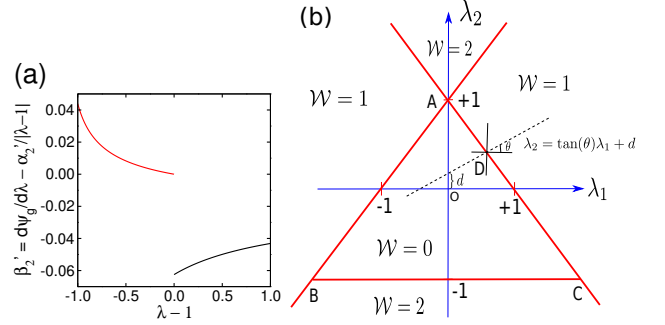 (a)
β₂' = dψ_g/dλ − α₂'/|λ−1|
0.04
0.02
0.00
-0.02
-0.04
-0.06
-1.0
-0.5
0.0
0.5
1.0
λ − 1
(b)
λ₂
𝒲 = 2
𝒲 = 1
𝒲 = 1
A
+1
θ
λ₂ = tan(θ)λ₁ + d
D
d
λ₁
-1
O
+1
𝒲=0
-1
B
C
𝒲 = 2